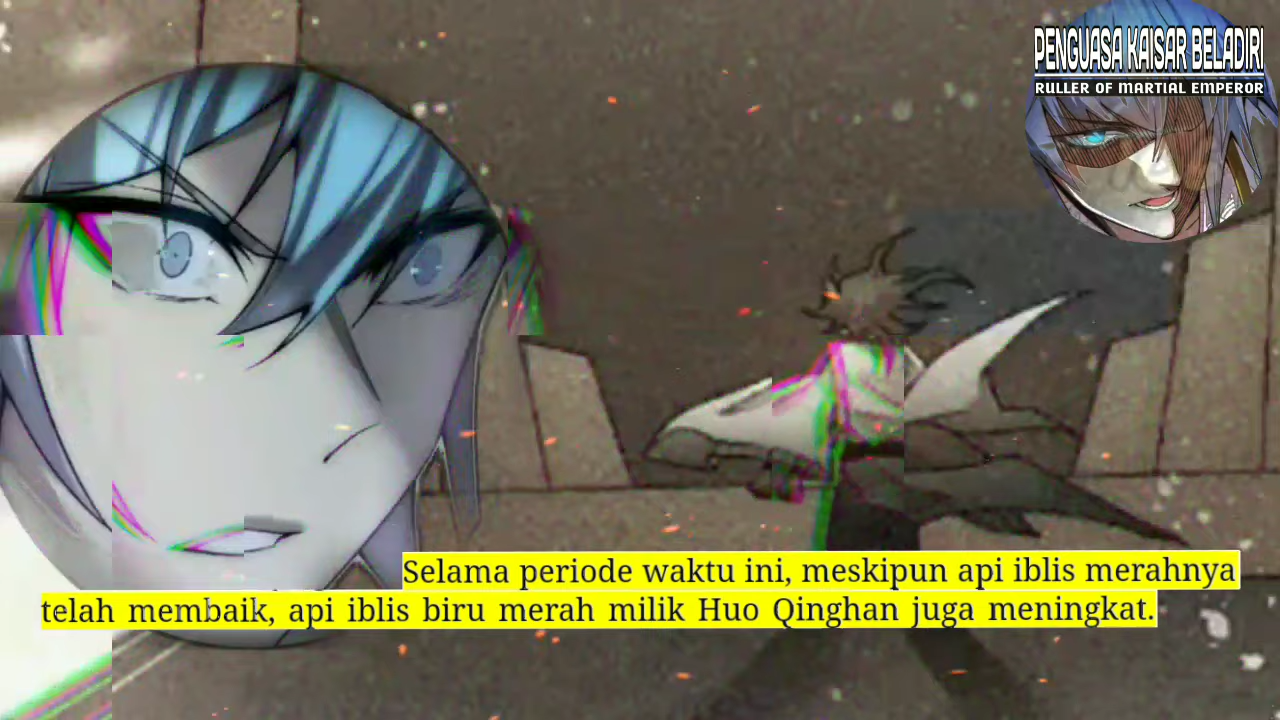 PENGUASA KAISAR BELADIRI
RULLER OF MARTIAL EMPEROR
Selama periode waktu ini, meskipun api iblis merahnya
telah membaik, api iblis biru merah milik Huo Qinghan juga meningkat.